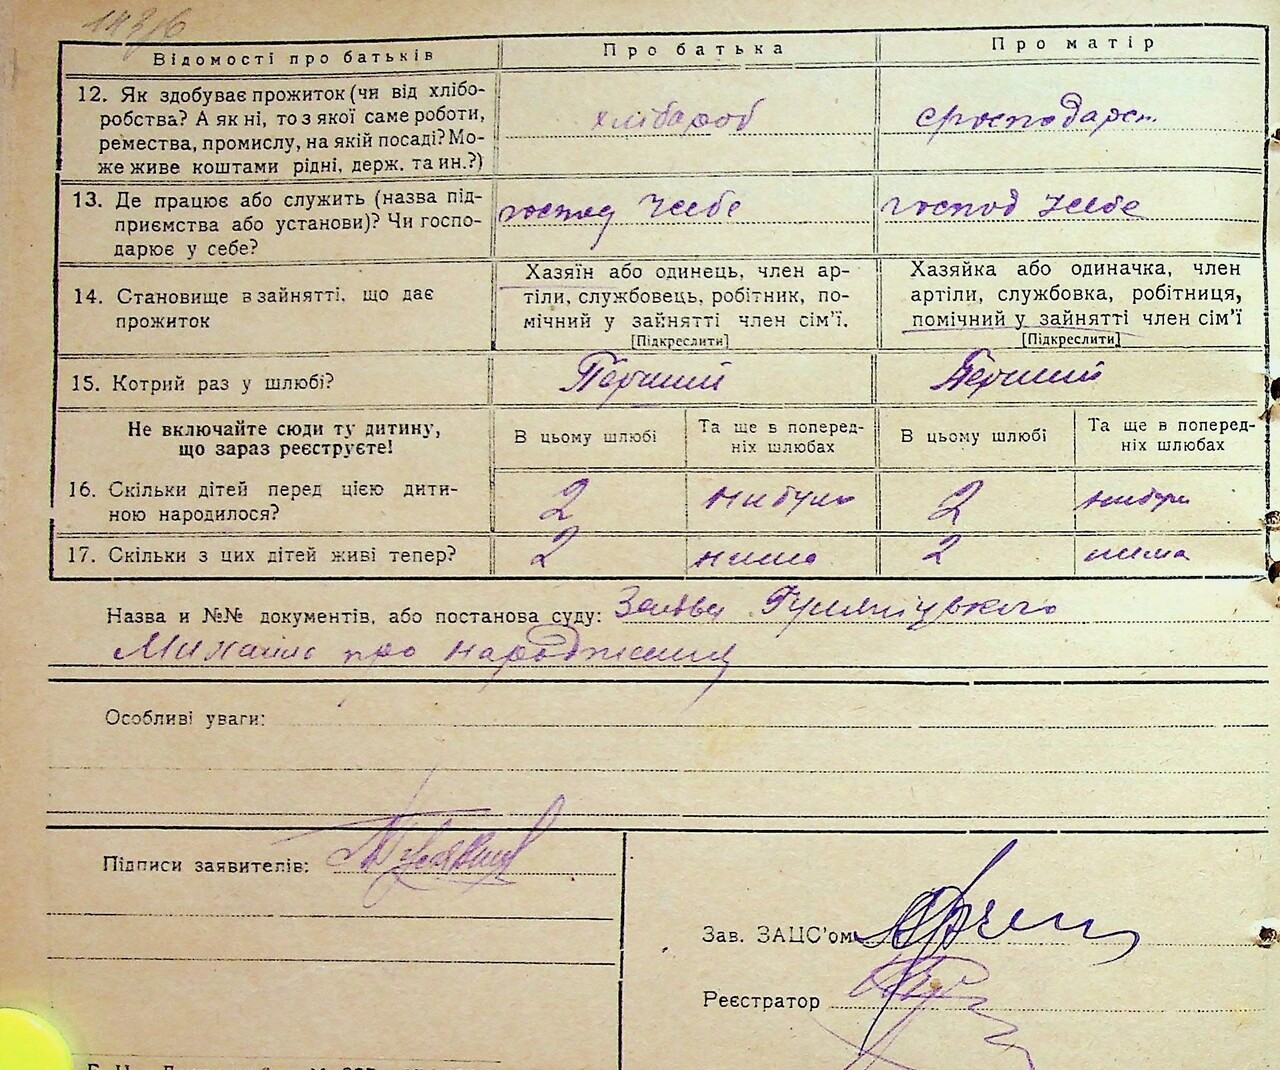 Відомості про батьків
Про батька
Про матір
12. Як здобуває прожиток (чи від хлібо-
робства? А як ні, то з якої саме роботи,
ремества, промислу, на якій посаді? Мо-
же живе коштами рідні, держ. та ин.?)
хлібароб
13. Де працює або служить (назва під-
приємства або установи)? Чи госпо-
дарює у себе?
господ у себе
господ у себе
14. Становище в зайнятті, що дає
прожиток
Хазяїн або одинець, член ар-
тіли, службовець, робітник, по-
мічний у зайнятті член сім'ї.
[Підкреслити]
Хазяйка або одиначка, член
артіли, службовка, робітниця,
помічний у зайнятті член сім'ї
[Підкреслити]
15. Котрий раз у шлюбі?
Перший
Перший
Не включайте сюди ту дитину,
що зараз реєструєте!
В цьому шлюбі
Та ще в поперед-
ніх шлюбах
В цьому шлюбі
Та ще в поперед-
ніх шлюбах
16. Скільки дітей перед цією дити-
ною народилося?
2
нибуло
2
17. Скільки з цих дітей живі тепер?
2
нима
2
нима
Назва и №№ документів, або постанова суду: Заява
про народження
Особливі уваги:
Підписи заявителів:
Зав. ЗАЦС'ом
Реєстратор